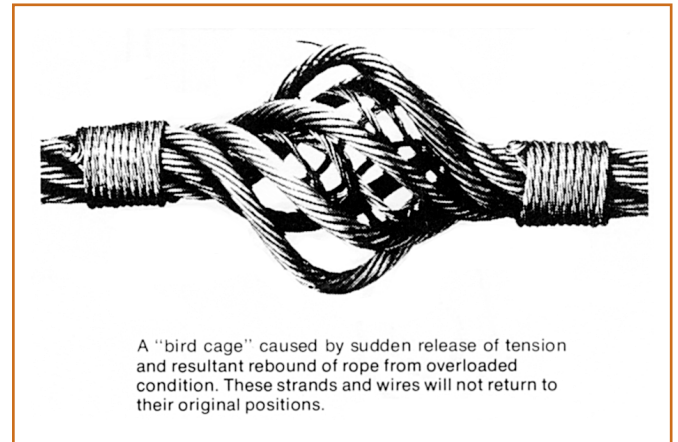 A "bird cage" caused by sudden release of tension
and resultant rebound of rope from overloaded
condition. These strands and wires will not return to
their original positions.